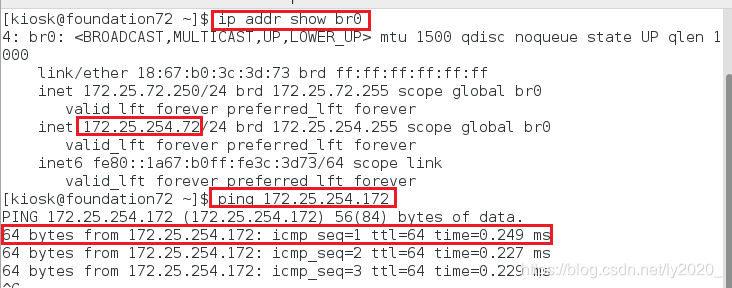 [kiosk@foundation72 ~]$ ip addr show br0
4: br0: <BROADCAST,MULTICAST,UP,LOWER_UP> mtu 1500 qdisc noqueue state UP qlen 1
000
link/ether 18:67:b0:3c:3d:73 brd ff:ff:ff:ff:ff:ff
inet 172.25.72.250/24 brd 172.25.72.255 scope global br0
valid_lft forever preferred_lft forever
inet 172.25.254.72/24 brd 172.25.254.255 scope global br0
valid_lft forever preferred_lft forever
inet6 fe80::1a67:b0ff:fe3c:3d73/64 scope link
valid_lft forever preferred_lft forever
[kiosk@foundation72 ~]$ ping 172.25.254.172
PING 172.25.254.172 (172.25.254.172) 56(84) bytes of data.
64 bytes from 172.25.254.172: icmp_seq=1 ttl=64 time=0.249 ms
64 bytes from 172.25.254.172: icmp_seq=2 ttl=64 time=0.227 ms
64 bytes from 172.25.254.172: icmp_seq=3 ttl=64 time=0.229 ms
https://blog.csdn.net/ly2020_